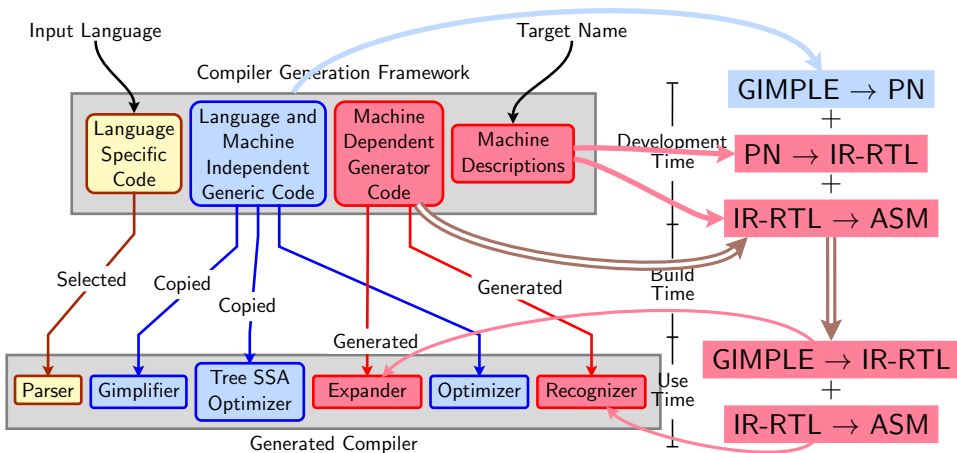 Input Language
Target Name
Compiler Generation Framework
Language
Specific
Code
Language and
Machine
Independent
Generic Code
Machine
Dependent
Generator
Code
Machine
Descriptions
Development
Time
GIMPLE → PN
+
PN → IR-RTL
+
IR-RTL → ASM
Selected
Copied
Copied
Generated
Generated
Build
Time
Parser
Gimplifier
Tree SSA
Optimizer
Expander
Optimizer
Recognizer
Generated Compiler
Use
Time
GIMPLE → IR-RTL
+
IR-RTL → ASM